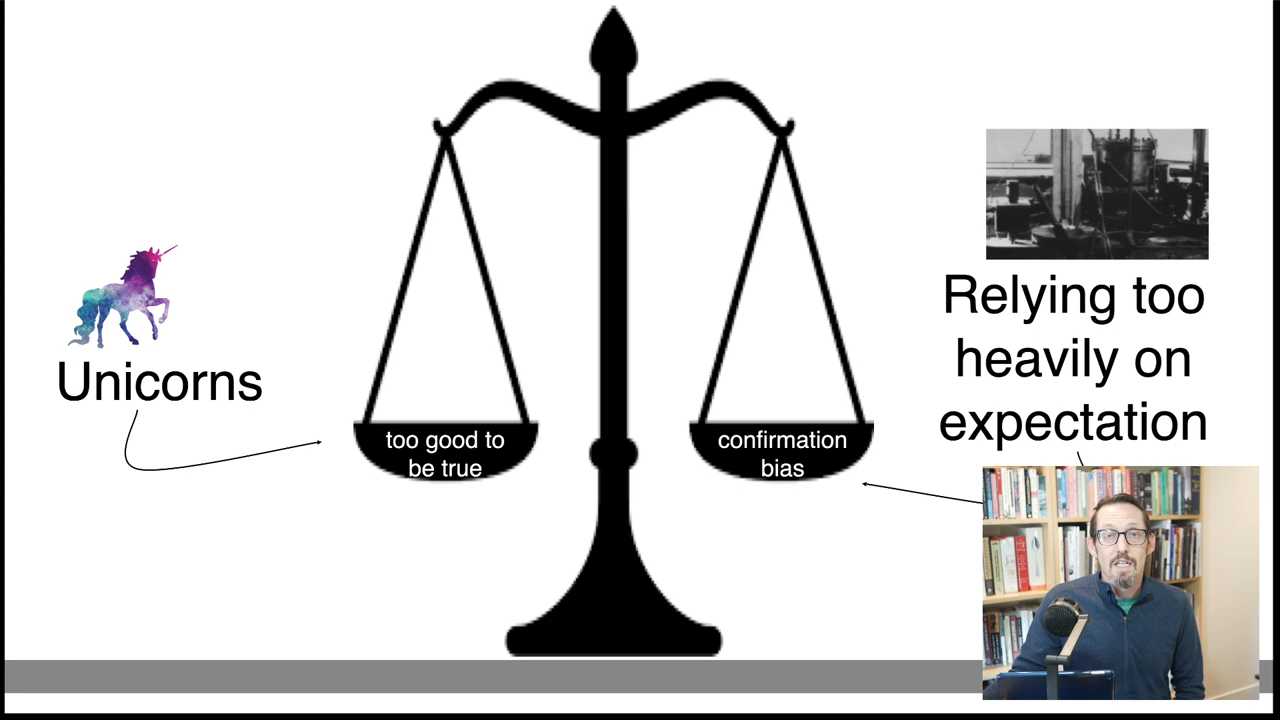 Unicorns
too good to
be true
confirmation
bias
Relying too
heavily on
expectation